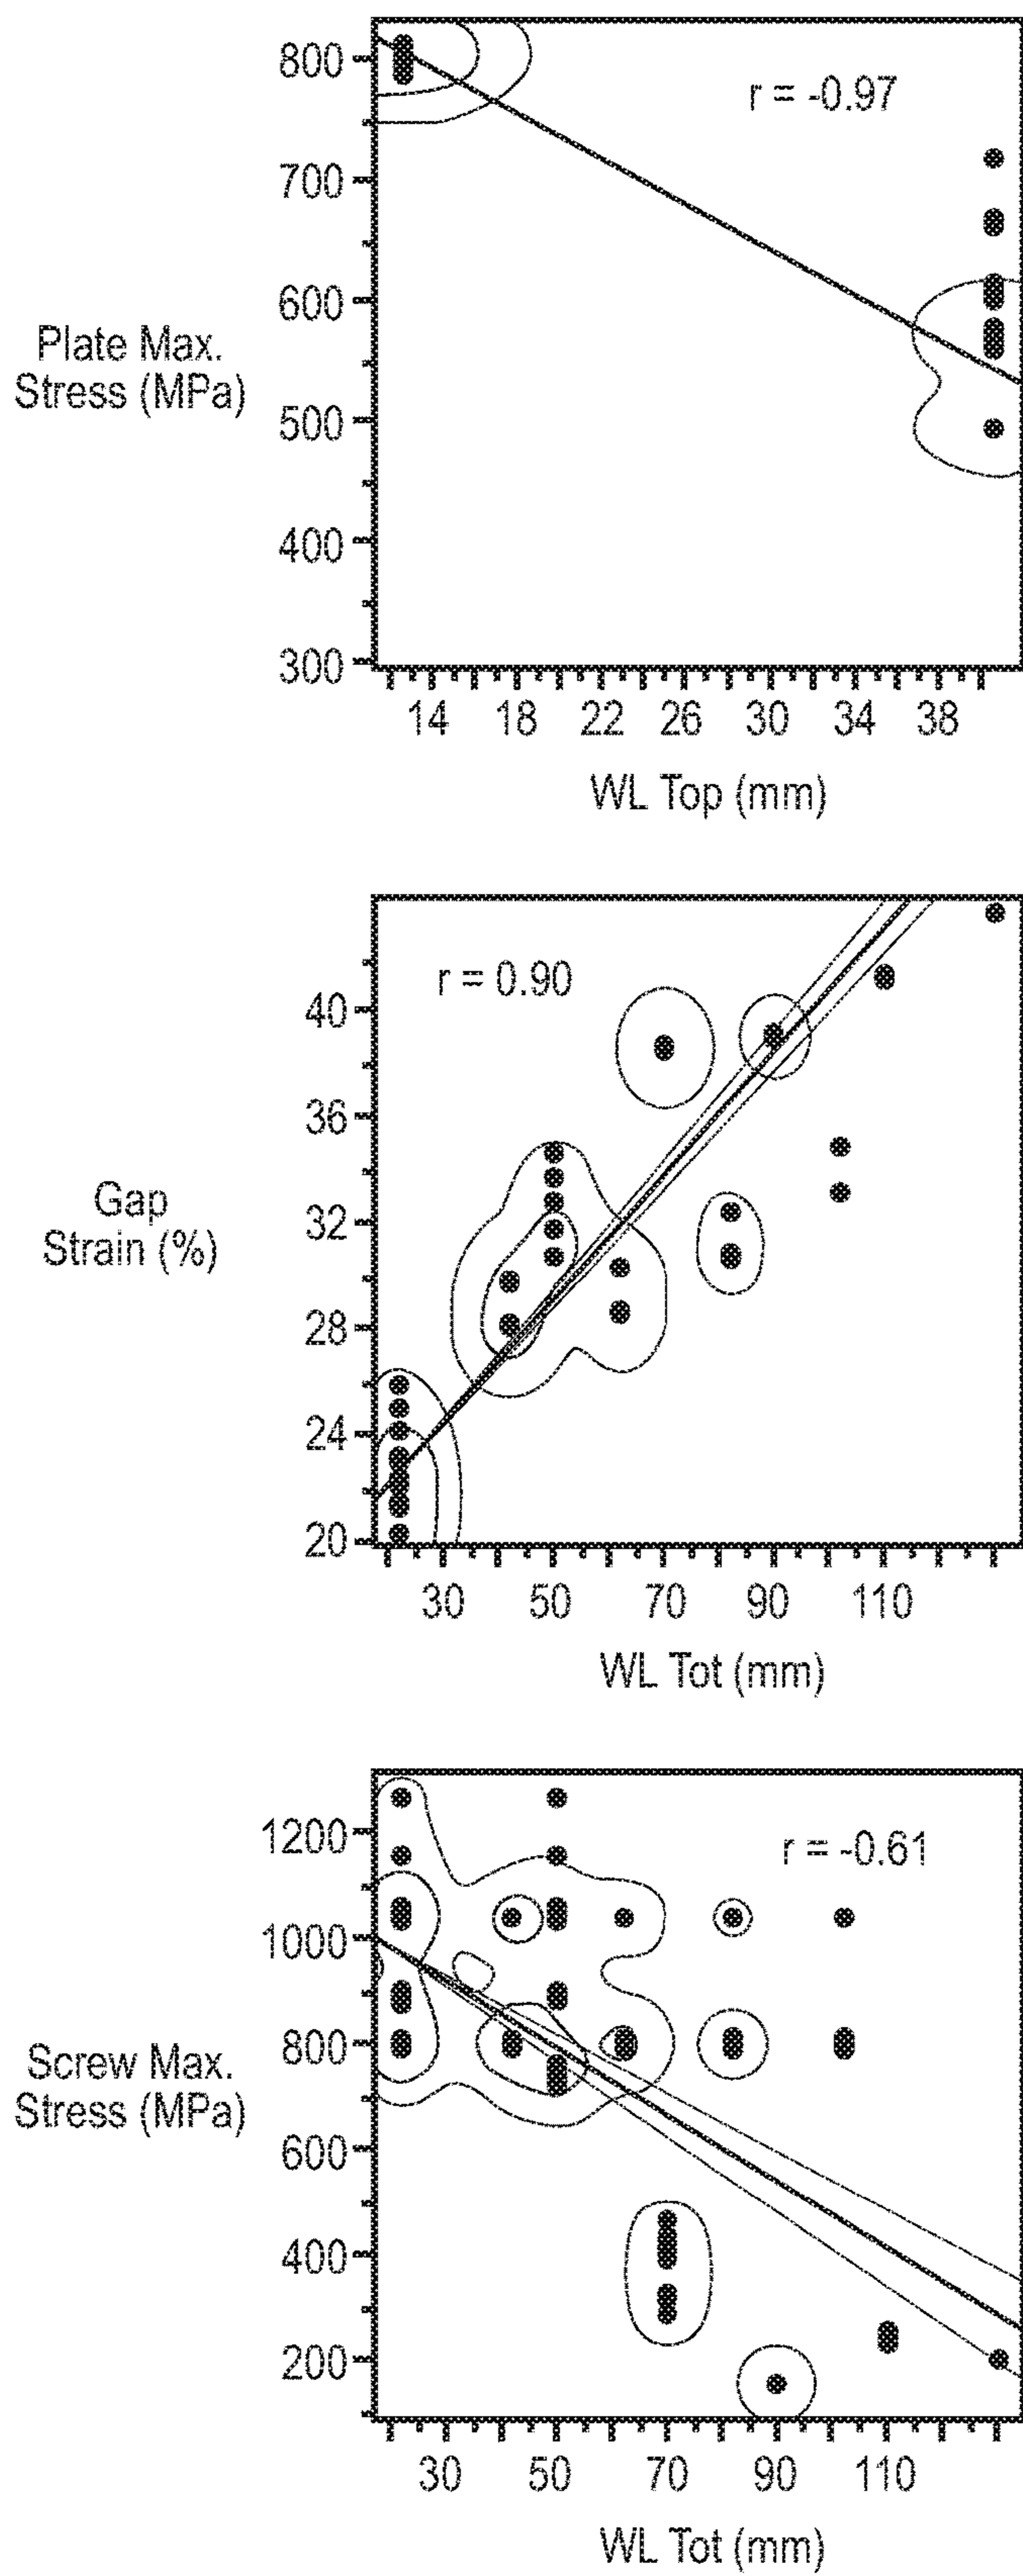 800
r = -0.97
700
600
Plate Max.
Stress (MPa)
500
400
300
14 18 22 26 30 34 38
WL Top (mm)
r = 0.90
40
36
Gap
Strain (%)
32
28
24
20
30 50 70 90 110
WL Tot (mm)
1200
r = -0.61
1000
800
Screw Max.
Stress (MPa)
600
400
200
30 50 70 90 110
WL Tot (mm)